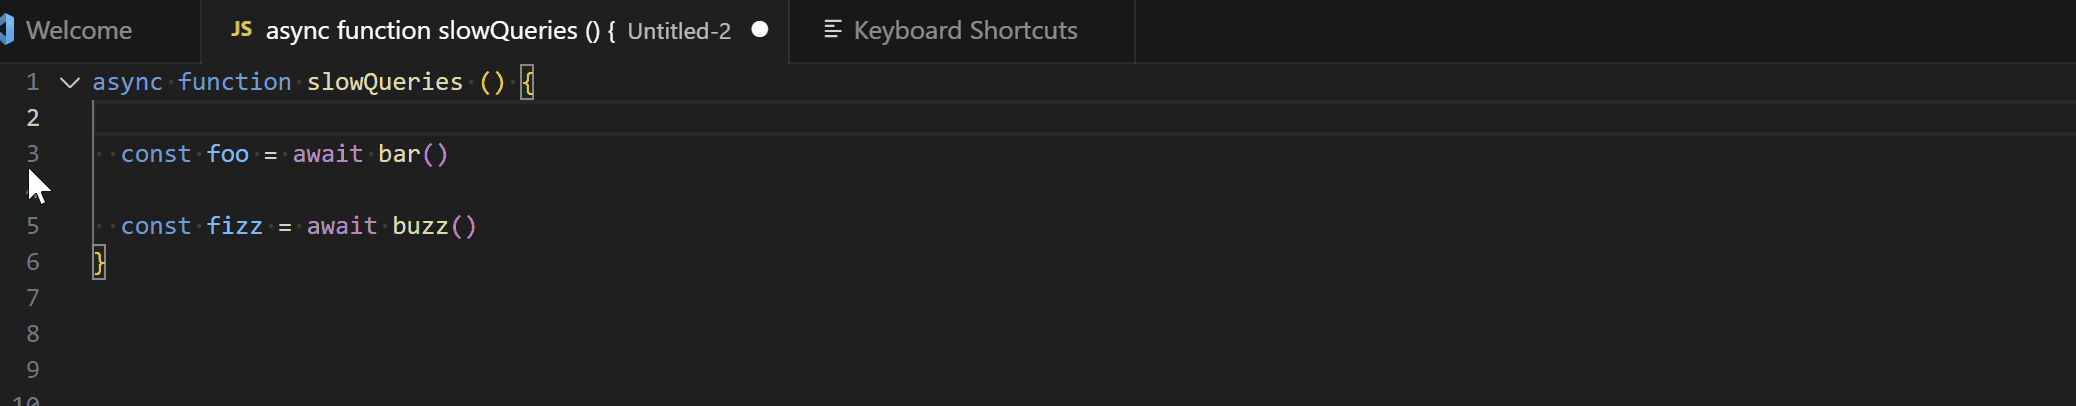 Welcome
JS async function slowQueries () { Untitled-2
Keyboard Shortcuts
1 async function slowQueries () {
2
3 const foo = await bar()
5 const fizz = await buzz()
6 }
7
8
9
10